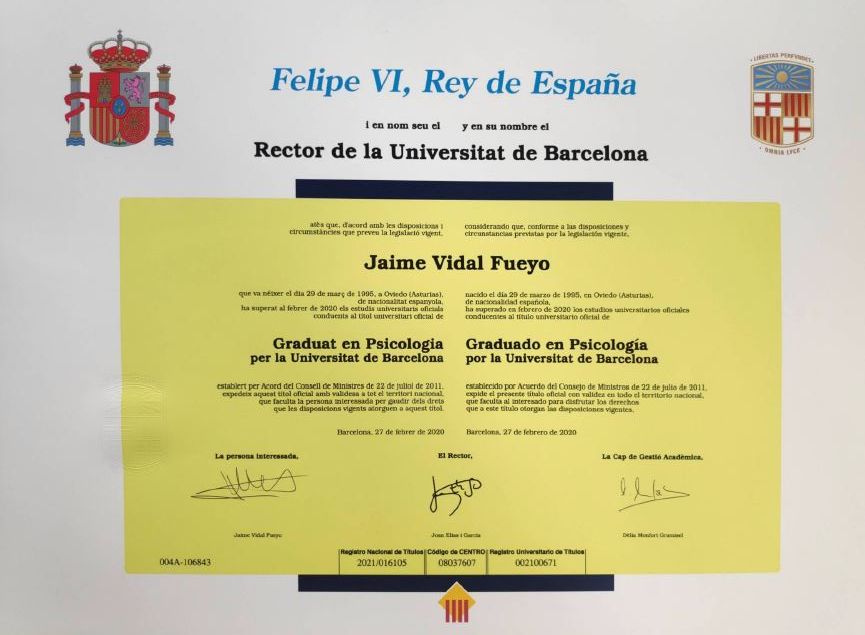 Felipe VI, Rey de España
· LIBERTAS PERFVNDET ·
· OMNIA LVCE ·
i en nom seu el y en su nombre el
Rector de la Universitat de Barcelona
atès que, d'acord amb les disposicions i
circumstàncies que preveu la legislació vigent,
considerando que, conforme a las disposiciones y
circunstancias previstas por la legislación vigente,
Jaime Vidal Fueyo
que va néixer el dia 29 de març de 1995, a Oviedo (Asturias),
de nacionalitat espanyola,
ha superat al febrer de 2020 els estudis universitaris oficials
conduents al títol universitari oficial de
nacido el día 29 de marzo de 1995, en Oviedo (Asturias),
de nacionalidad española,
ha superado en febrero de 2020 los estudios universitarios oficiales
conducentes al título universitario oficial de
Graduat en Psicologia
per la Universitat de Barcelona
Graduado en Psicología
por la Universitat de Barcelona
establert per Acord del Consell de Ministres de 22 de juliol de 2011,
expedeix aquest títol oficial amb validesa a tot el territori nacional,
que faculta la persona interessada per gaudir dels drets
que les disposicions vigents atorguen a aquest títol.
establecido por Acuerdo del Consejo de Ministros de 22 de julio de 2011,
expide el presente título oficial con validez en todo el territorio nacional,
que faculta al interesado para disfrutar los derechos
que a este título otorgan las disposiciones vigentes.
Barcelona, 27 de febrer de 2020
Barcelona, 27 de febrero de 2020
La persona interessada,
El Rector,
La Cap de Gestió Acadèmica,
Jaime Vidal Fueyo
Joan Elias i Garcia
Dèlia Monfort Gramunel
004A-106843
Registro Nacional de Títulos Código de CENTRO Registro Universitario de Títulos
2021/016105 08037607 002100671